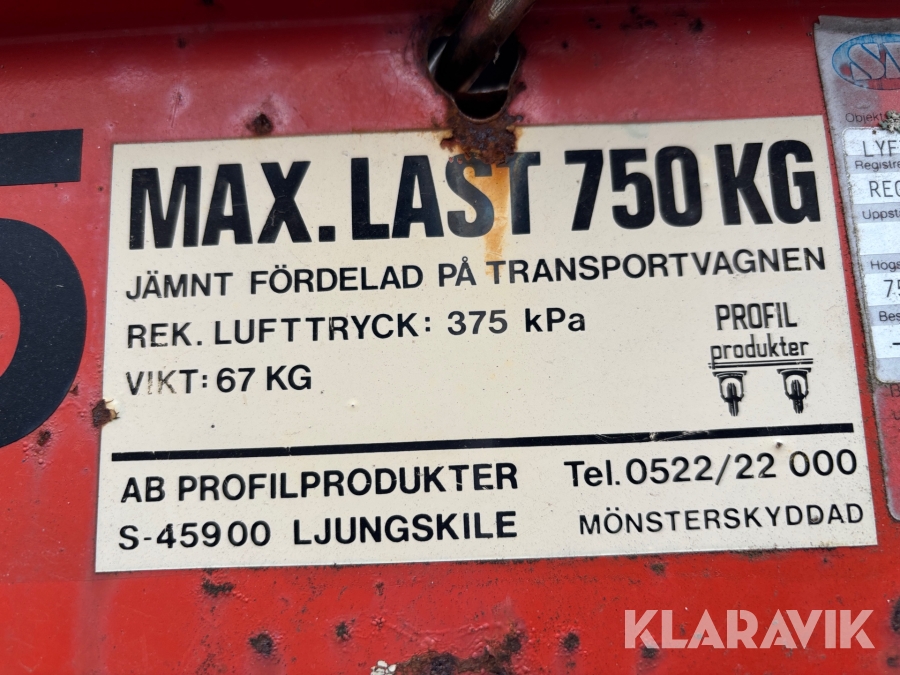 MAX. LAST 750 KG
JÄMNT FÖRDELAD PÅ TRANSPORTVAGNEN
REK. LUFTTRYCK: 375 kPa
VIKT: 67 KG
PROFIL
produkter
AB PROFILPRODUKTER
S-45900 LJUNGSKILE
Tel. 0522/22 000
MÖNSTERSKYDDAD
5
KLARAVIK